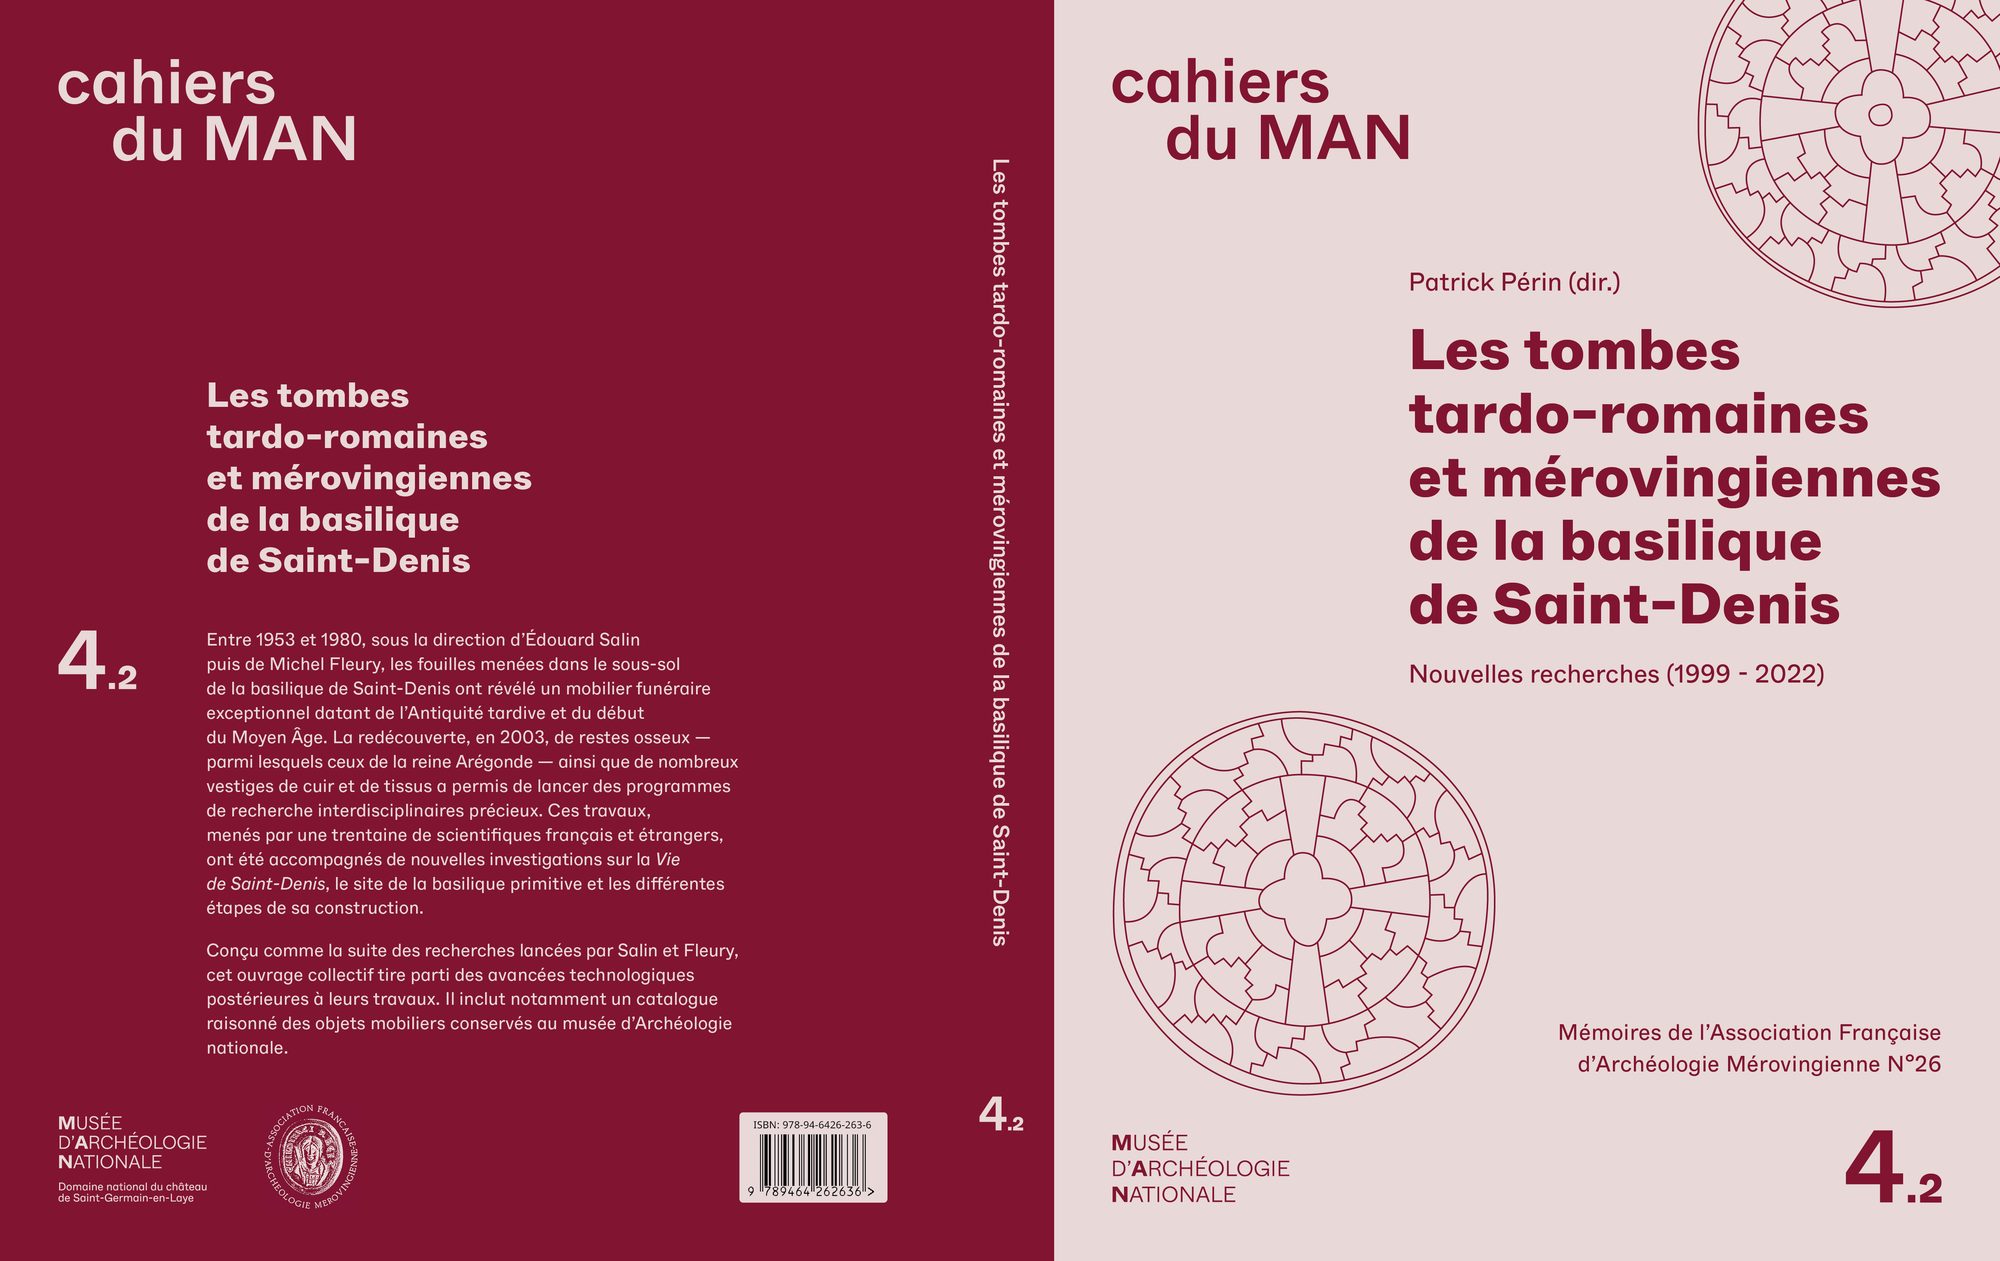 cahiers
du MAN
Les tombes
tardo-romaines
et mérovingiennes
de la basilique
de Saint-Denis
4.2
Entre 1953 et 1980, sous la direction d’Édouard Salin
puis de Michel Fleury, les fouilles menées dans le sous-sol
de la basilique de Saint-Denis ont révélé un mobilier funéraire
exceptionnel datant de l’Antiquité tardive et du début
du Moyen Âge. La redécouverte, en 2003, de restes osseux —
parmi lesquels ceux de la reine Arégonde — ainsi que de nombreux
vestiges de cuir et de tissus a permis de lancer des programmes
de recherche interdisciplinaires précieux. Ces travaux,
menés par une trentaine de scientifiques français et étrangers,
ont été accompagnés de nouvelles investigations sur la Vie
de Saint-Denis, le site de la basilique primitive et les différentes
étapes de sa construction.
Conçu comme la suite des recherches lancées par Salin et Fleury,
cet ouvrage collectif tire parti des avancées technologiques
postérieures à leurs travaux. Il inclut notamment un catalogue
raisonné des objets mobiliers conservés au musée d’Archéologie
nationale.
MUSÉE
D’ARCHÉOLOGIE
NATIONALE
Domaine national du château
de Saint-Germain-en-Laye
ASSOCIATION FRANÇAISE
D’ARCHÉOLOGIE MEROVINGIENNE
ISBN: 978-94-6426-263-6
9 789464 262636 >
Les tombes tardo-romaines et mérovingiennes de la basilique de Saint-Denis
4.2
cahiers
du MAN
Patrick Périn (dir.)
Les tombes
tardo-romaines
et mérovingiennes
de la basilique
de Saint-Denis
Nouvelles recherches (1999 - 2022)
Mémoires de l’Association Française
d’Archéologie Mérovingienne N°26
MUSÉE
D’ARCHÉOLOGIE
NATIONALE
4.2